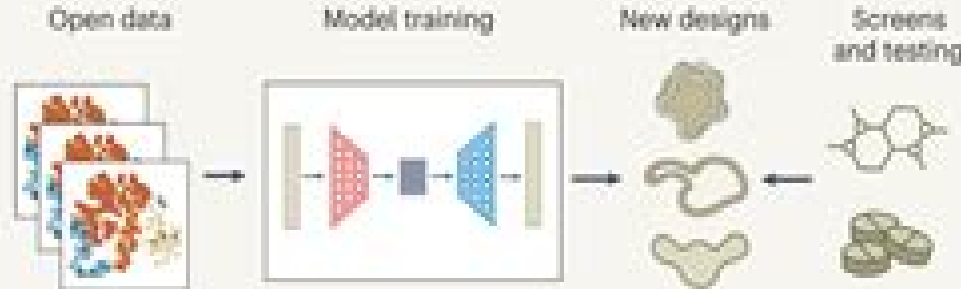 Open data
Model training
New designs
Screens
and testing